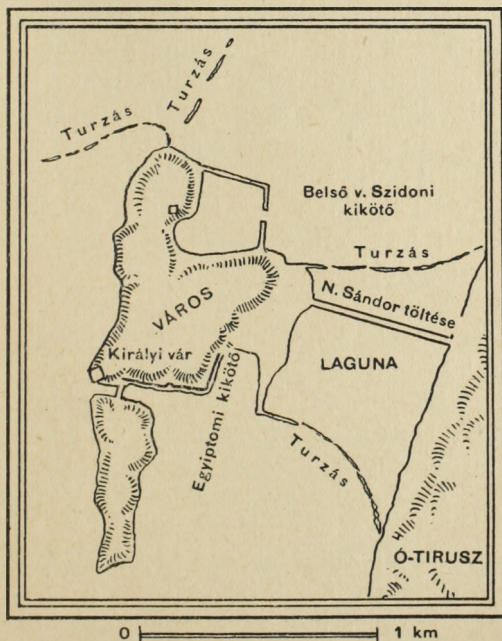 Turzás
Turzás
Belső v. Szidoni
kikötő
Turzás
N. Sándor töltése
VÁROS
Királyi vár
LAGUNA
Egyiptomi kikötő
Turzás
Ó-TIRUSZ
0 1 km